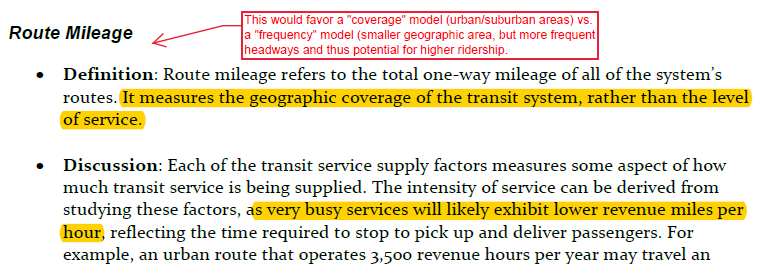 This would favor a "coverage" model (urban/suburban areas) vs.
a "frequency" model (smaller geographic area, but more frequent
headways and thus potential for higher ridership.
Route Mileage
• Definition: Route mileage refers to the total one-way mileage of all of the system's
routes. It measures the geographic coverage of the transit system, rather than the level
of service.
• Discussion: Each of the transit service supply factors measures some aspect of how
much transit service is being supplied. The intensity of service can be derived from
studying these factors, as very busy services will likely exhibit lower revenue miles per
hour, reflecting the time required to stop to pick up and deliver passengers. For
example, an urban route that operates 3,500 revenue hours per year may travel an